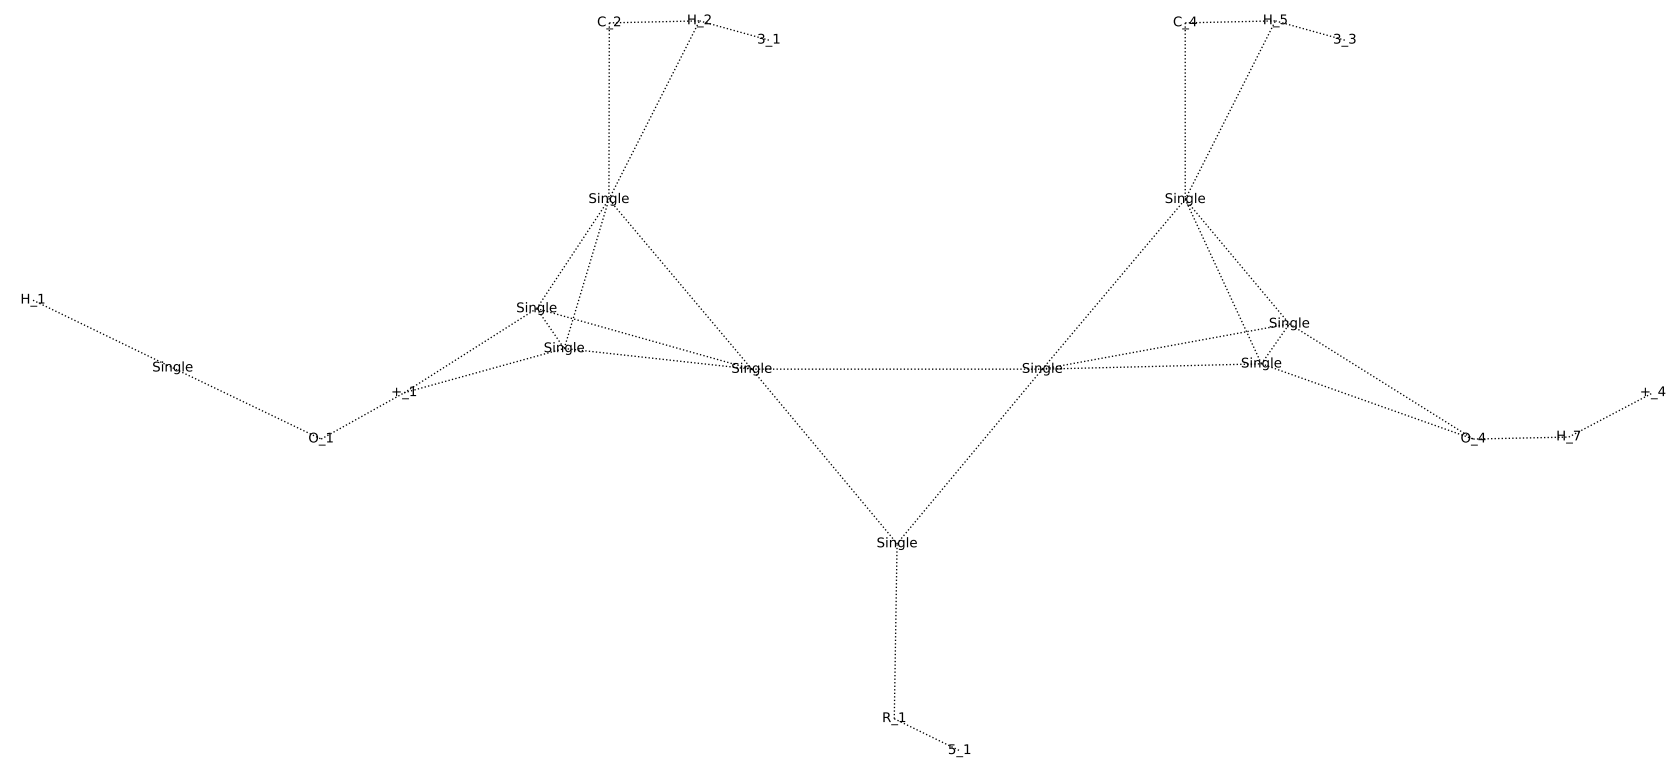 C_2 H_2 C_4 H_5
3_1 3_3
Single Single
H_1
Single Single
Single Single
Single Single Single
+_1 +_4
O_1 O_4 H_7
Single
R_1
5_1